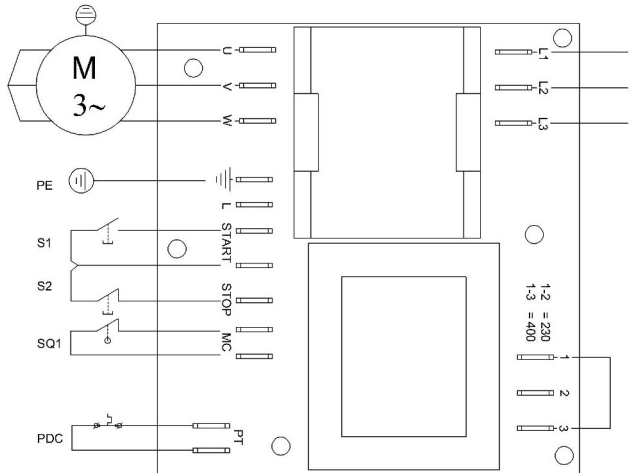 M
3~
U
V
W
L1
L2
L3
PE
L
S1
START
S2
STOP
SQ1
MC
PDC
PT
1-2 = 230
1-3 = 400
1
2
3